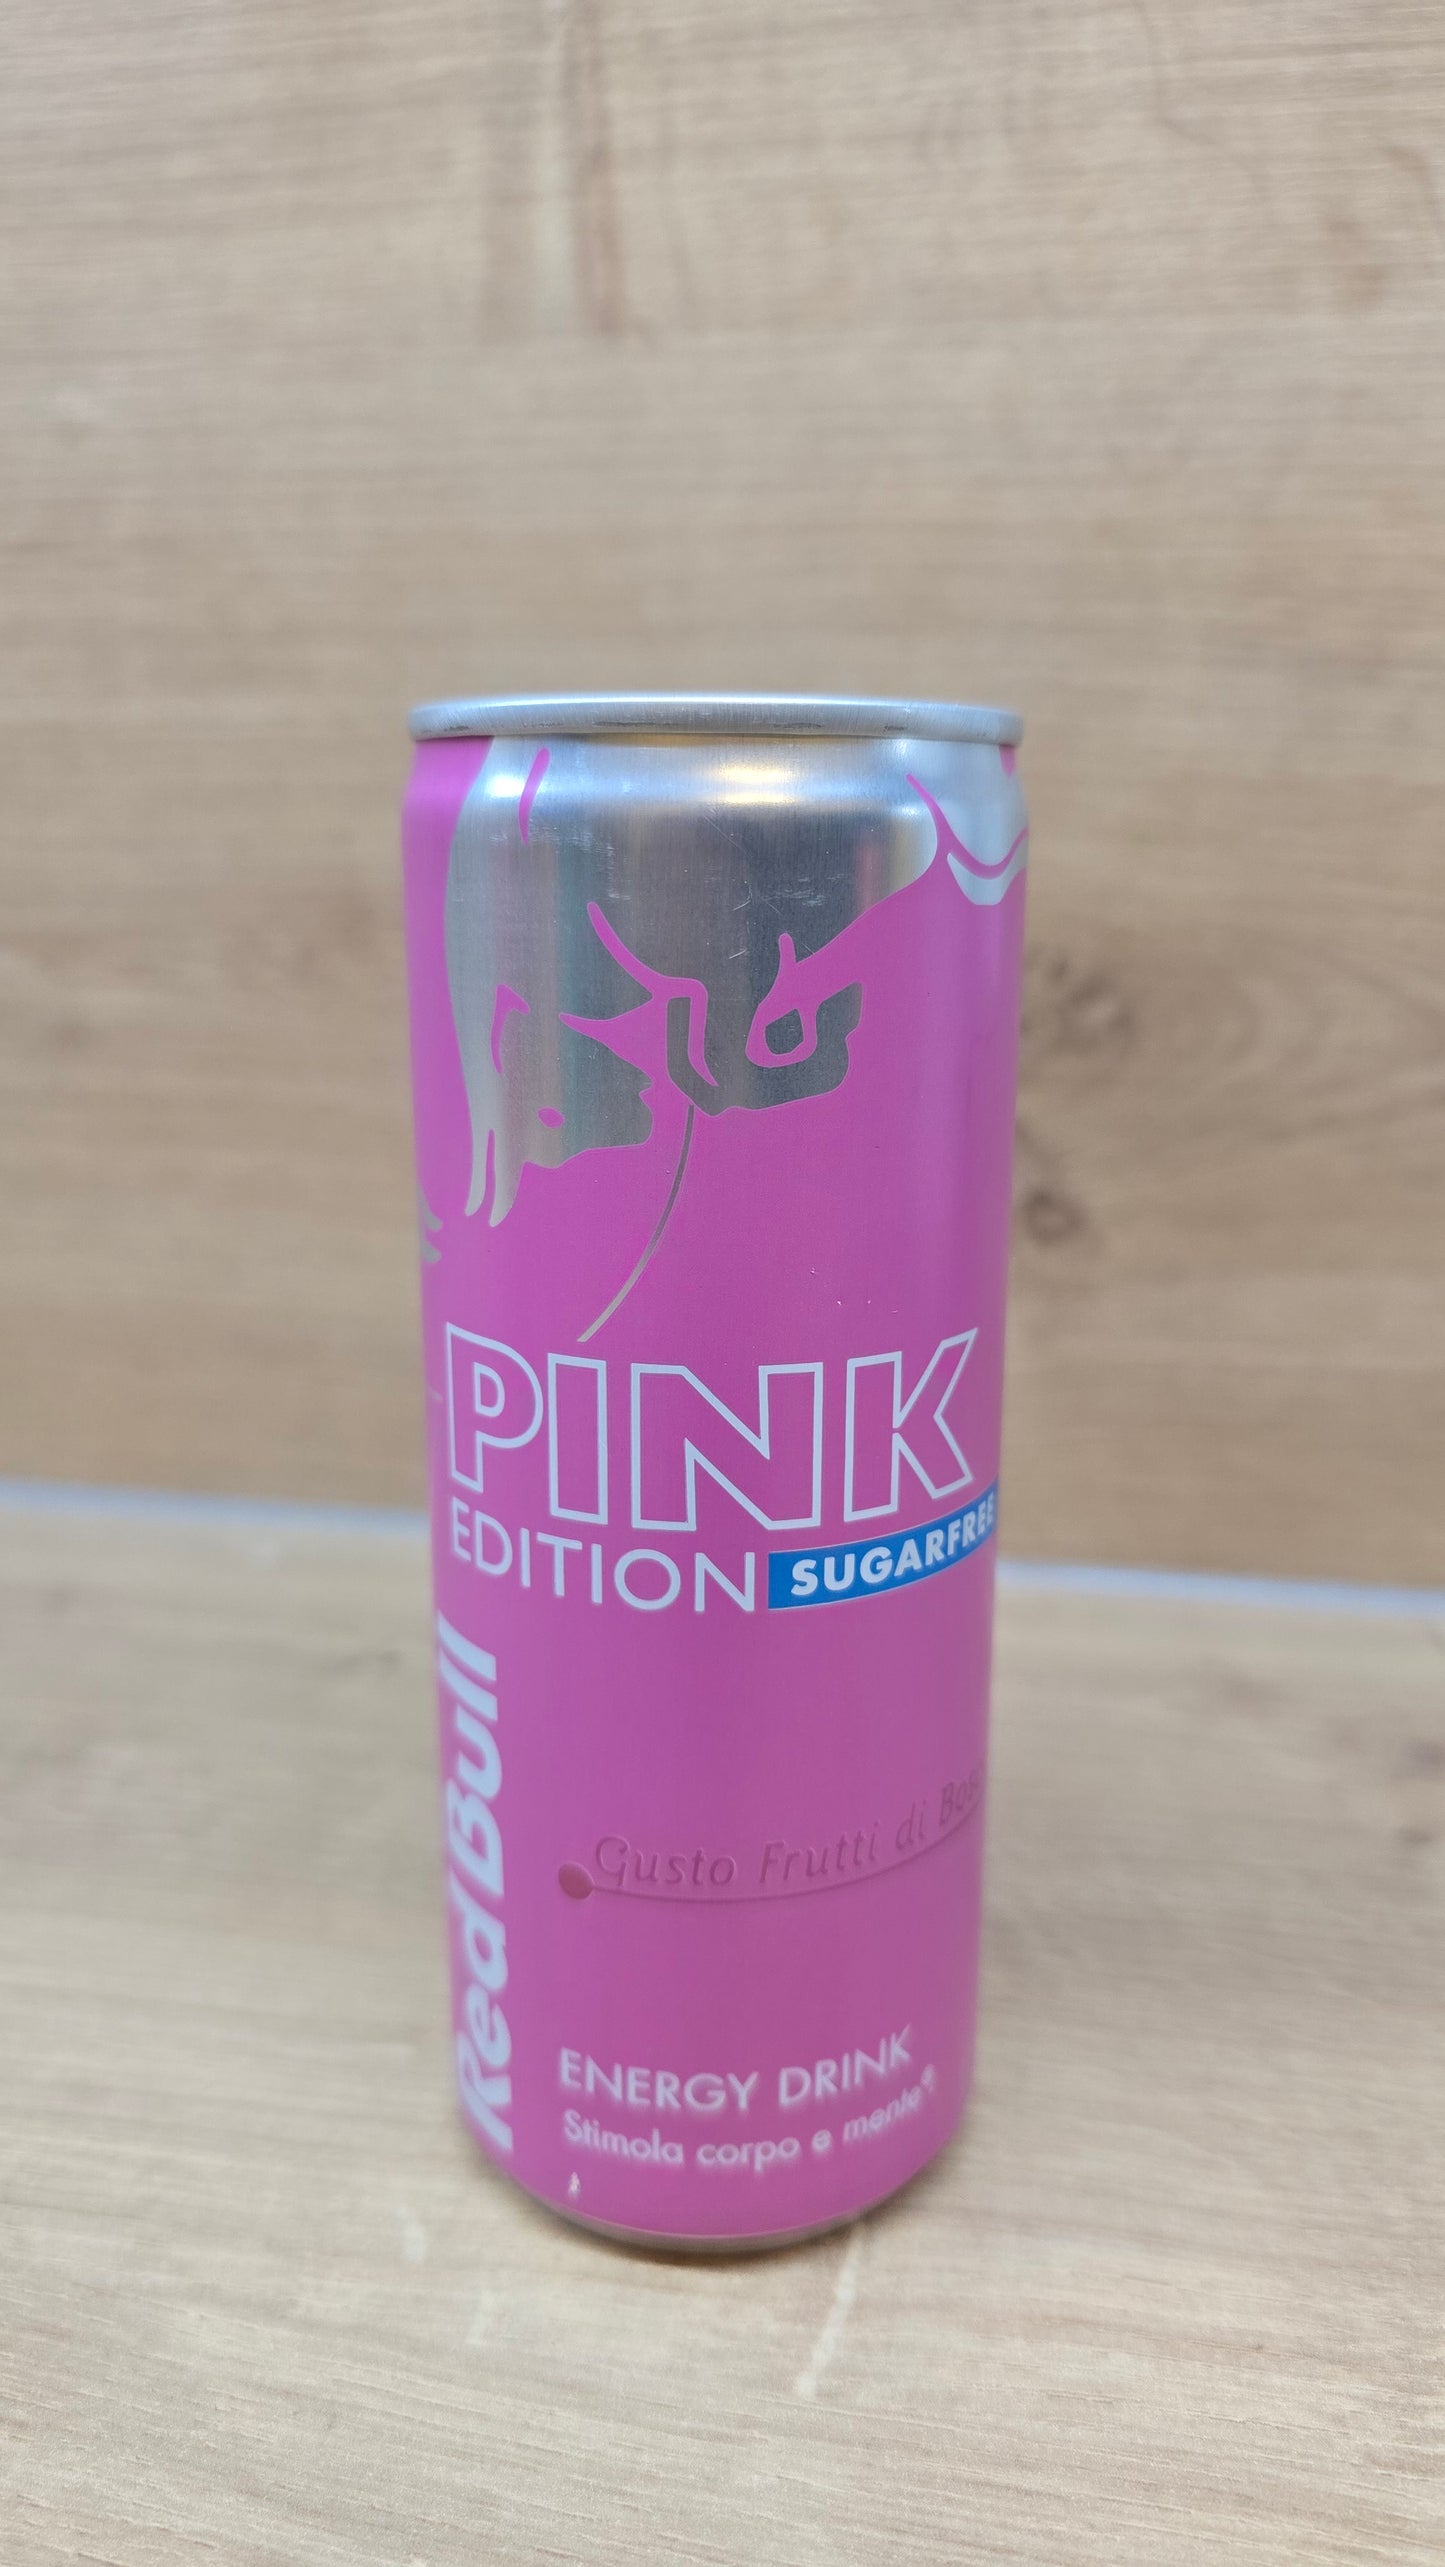 PINK
EDITION SUGARFREE
Red Bull
Gusto Frutti di
ENERGY DRINK
Stimola corpo e mente®